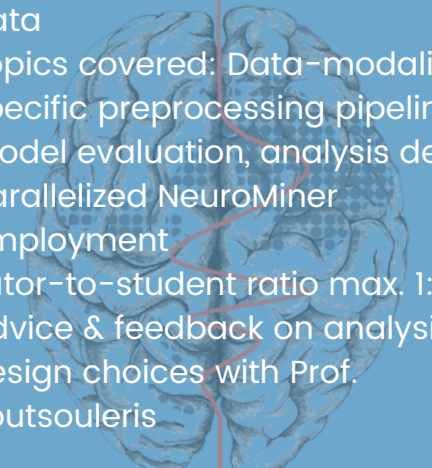 ata
opics covered: Data-modali
pecific preprocessing pipelin
odel evaluation, analysis de
arallelized NeuroMiner
mployment
utor-to-student ratio max. 1:
dvice & feedback on analysi
esign choices with Prof.
outsouleris